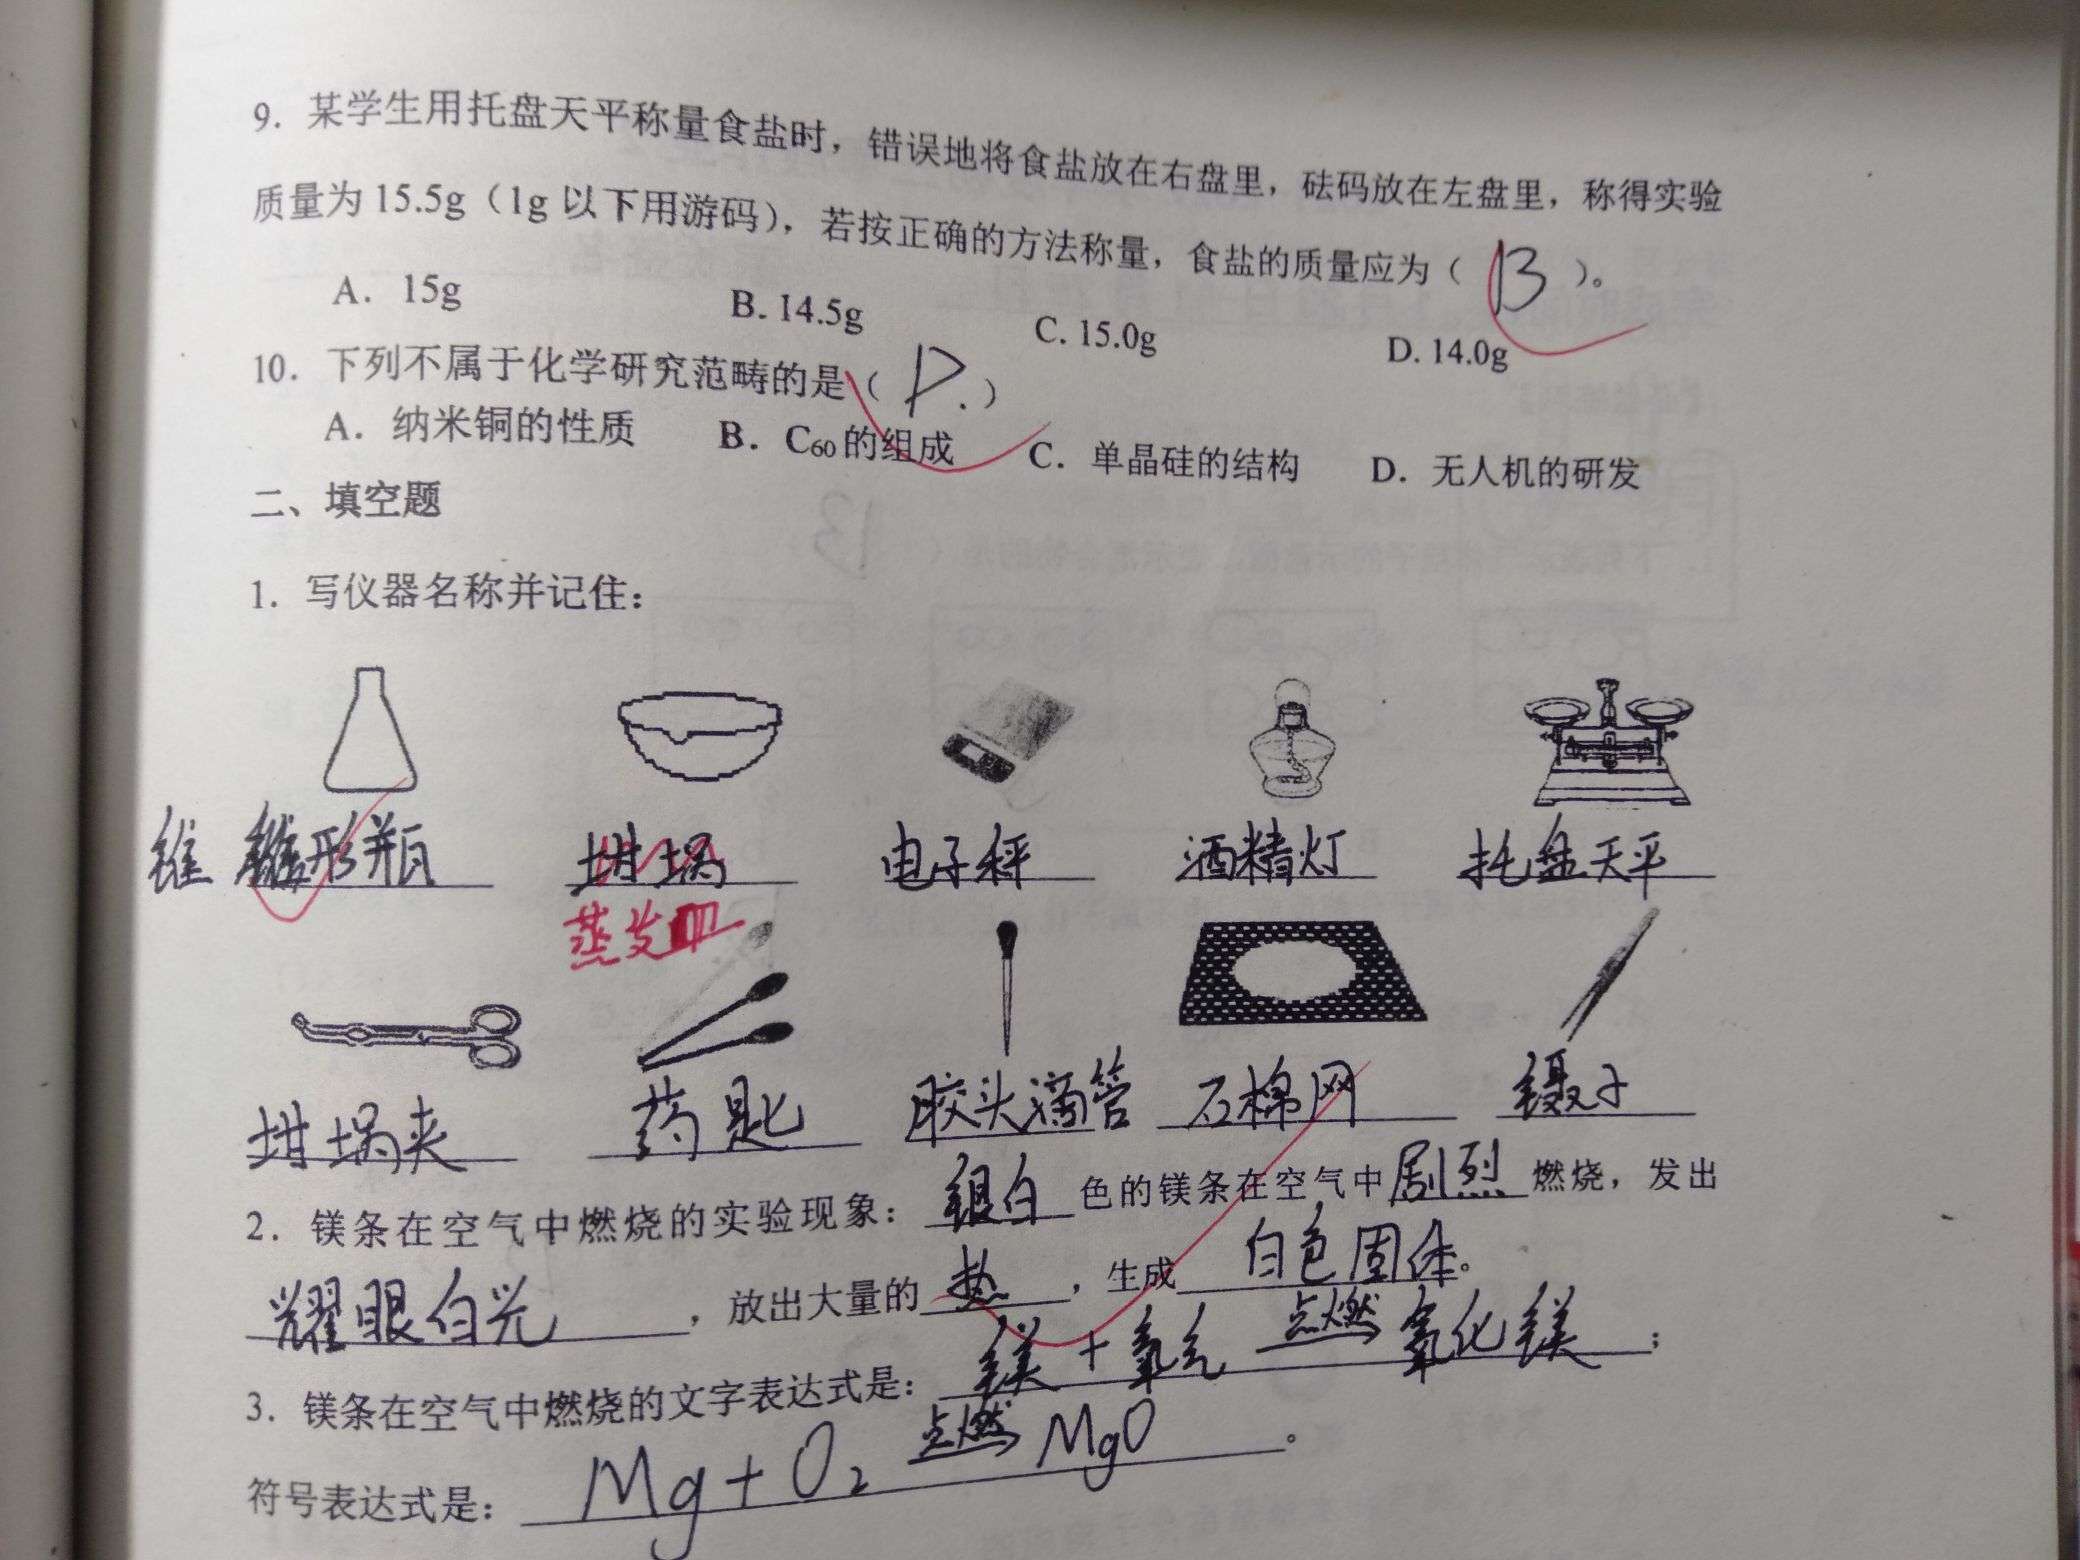 9. 某学生用托盘天平称量食盐时，错误地将食盐放在右盘里，砝码放在左盘里，称得实验
质量为 15.5g（1g 以下用游码），若按正确的方法称量，食盐的质量应为（ B ）。
A. 15g B. 14.5g C. 15.0g D. 14.0g
10. 下列不属于化学研究范畴的是（ D. ）
A. 纳米铜的性质 B. C60 的组成 C. 单晶硅的结构 D. 无人机的研发
二、填空题
1. 写仪器名称并记住：
锥 形瓶 坩埚 电子秤 酒精灯 托盘天平
蒸发皿
坩埚夹 药匙 胶头滴管 石棉网 镊子
2. 镁条在空气中燃烧的实验现象：银白色的镁条在空气中剧烈燃烧，发出
耀眼白光，放出大量的热，生成白色固体。
3. 镁条在空气中燃烧的文字表达式是：镁+氧气 点燃→ 氧化镁；
符号表达式是：Mg+O2 点燃→ MgO。